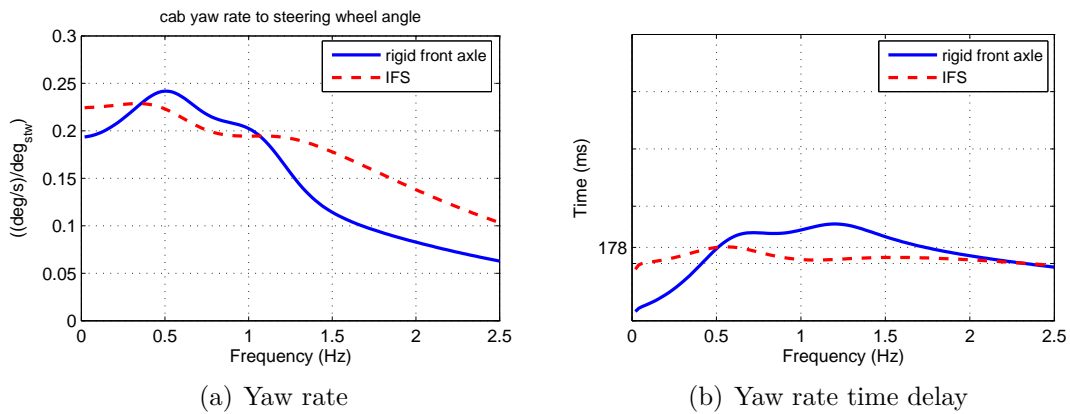 cab yaw rate to steering wheel angle
rigid front axle
IFS
((deg/s)/deg_stw)
0.3
0.25
0.2
0.15
0.1
0.05
0
0 0.5 1 1.5 2 2.5
Frequency (Hz)
(a) Yaw rate
rigid front axle
IFS
Time (ms)
178
0 0.5 1 1.5 2 2.5
Frequency (Hz)
(b) Yaw rate time delay